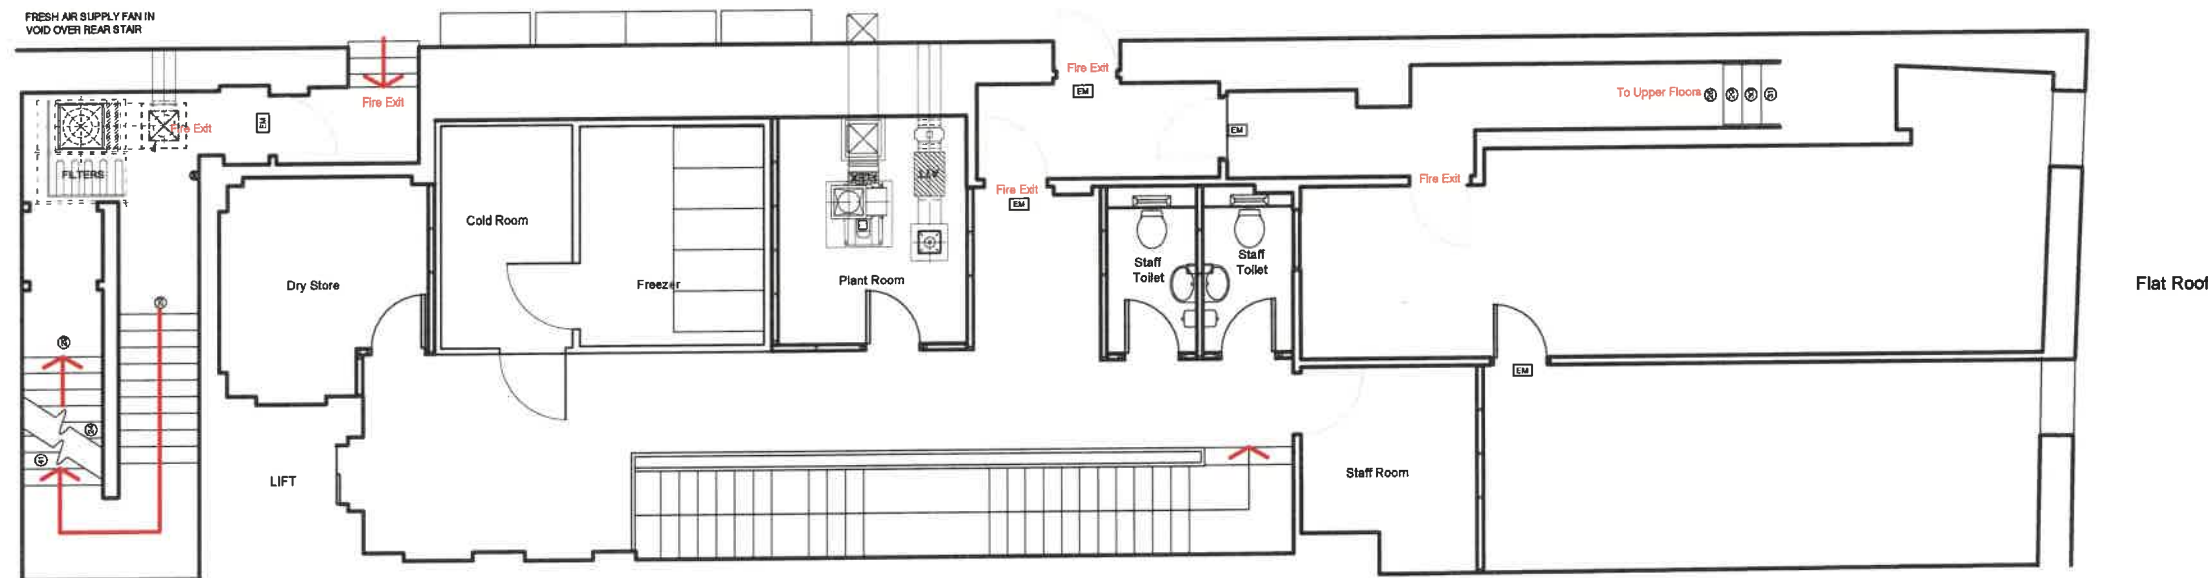 FRESH AIR SUPPLY FAN IN
VOID OVER REAR STAIR
Fire Exit
Fire Exit
EM
FILTERS
Fire Exit
EM
To Upper Floors
EM
Fire Exit
EM
Fire Exit
ATT
Cold Room
Dry Store
Freezer
Plant Room
Staff
Toilet
Staff
Toilet
Flat Roof
EM
LIFT
Staff Room